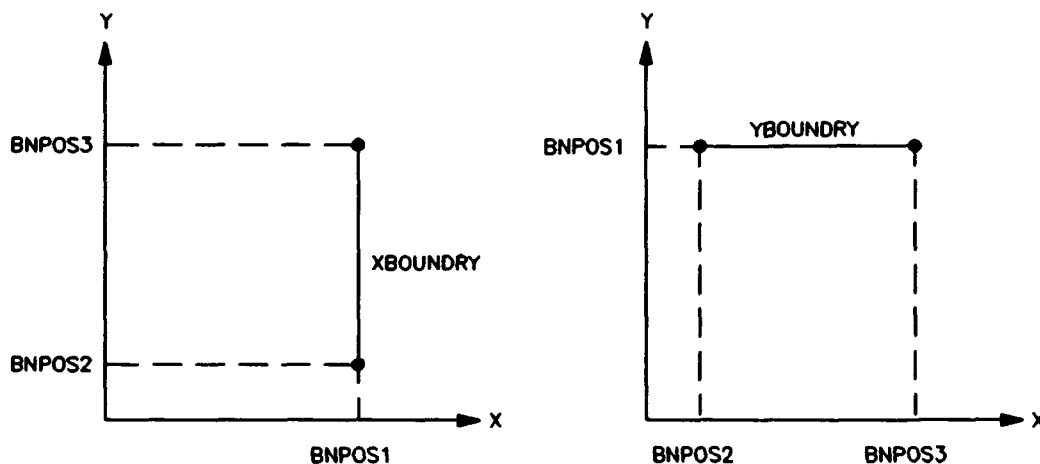 Y
BNPOS3
XBOUNDRY
BNPOS2
X
BNPOS1
Y
YBOUNDRY
BNPOS1
X
BNPOS2
BNPOS3